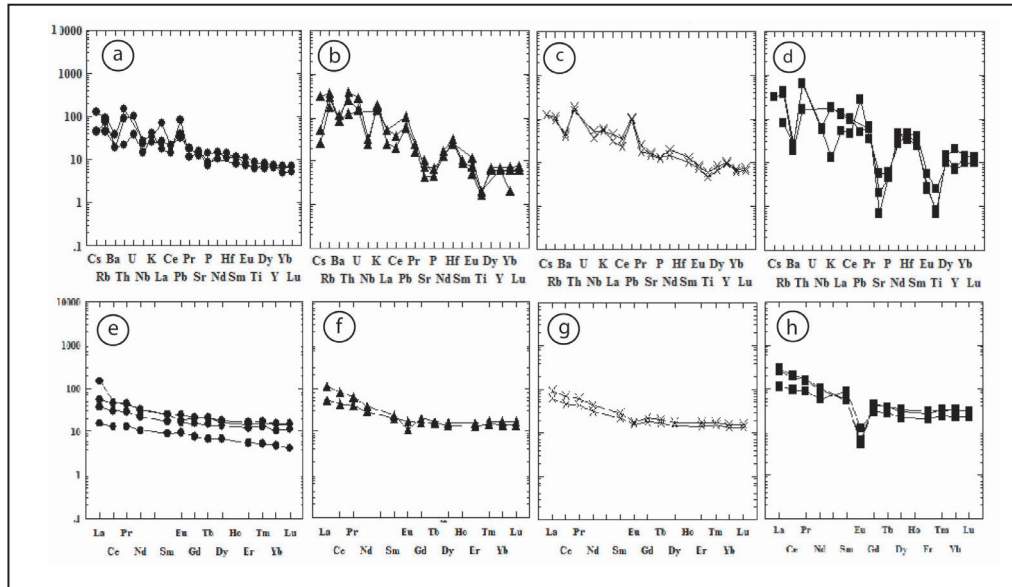 10000
1000
100
10
1
.1
a
b
c
d
Cs Ba U K Ce Pr P Hf Eu Dy Yb
Rb Th Nb La Pb Sr Nd Sm Ti Y Lu
Cs Ba U K Ce Pr P Hf Eu Dy Yb
Rb Th Nb La Pb Sr Nd Sm Ti Y Lu
Cs Ba U K Ce Pr P Hf Eu Dy Yb
Rb Th Nb La Pb Sr Nd Sm Ti Y Lu
Cs Ba U K Ce Pr P Hf Eu Dy Yb
Rb Th Nb La Pb Sr Nd Sm Ti Y Lu
10000
1000
100
10
1
.1
e
f
g
h
La Pr Eu Tb Ho Tm Lu
Ce Nd Sm Gd Dy Er Yb
La Pr Eu Tb Ho Tm Lu
Ce Nd Sm Gd Er Yb
La Pr Eu Tb Ho Tm Lu
Ce Nd Sm Gd Dy Er Yb
La Pr Eu Tb Ho Tm Lu
Ce Nd Sm Gd Dy Er Yb